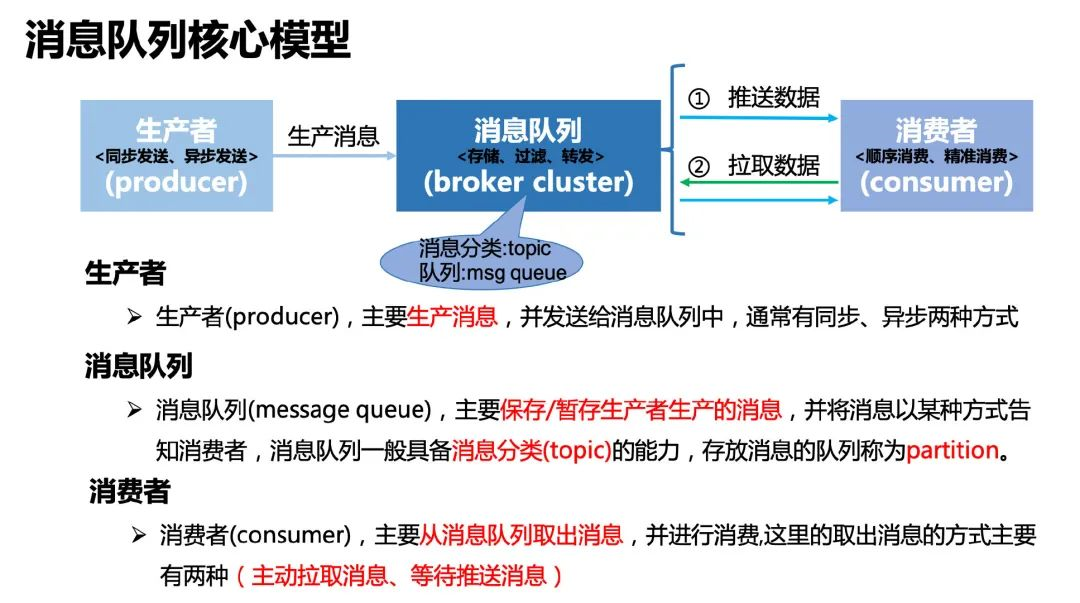 消息队列核心模型
生产者
<同步发送、异步发送>
(producer)
生产消息
消息队列
<存储、过滤、转发>
(broker cluster)
① 推送数据
② 拉取数据
消费者
<顺序消费、精准消费>
(consumer)
消息分类:topic
队列:msg queue
生产者
➢ 生产者(producer)，主要生产消息，并发送给消息队列中，通常有同步、异步两种方式
消息队列
➢ 消息队列(message queue)，主要保存/暂存生产者生产的消息，并将消息以某种方式告
知消费者，消息队列一般具备消息分类(topic)的能力，存放消息的队列称为partition。
消费者
➢ 消费者(consumer)，主要从消息队列取出消息，并进行消费,这里的取出消息的方式主要
有两种（主动拉取消息、等待推送消息）